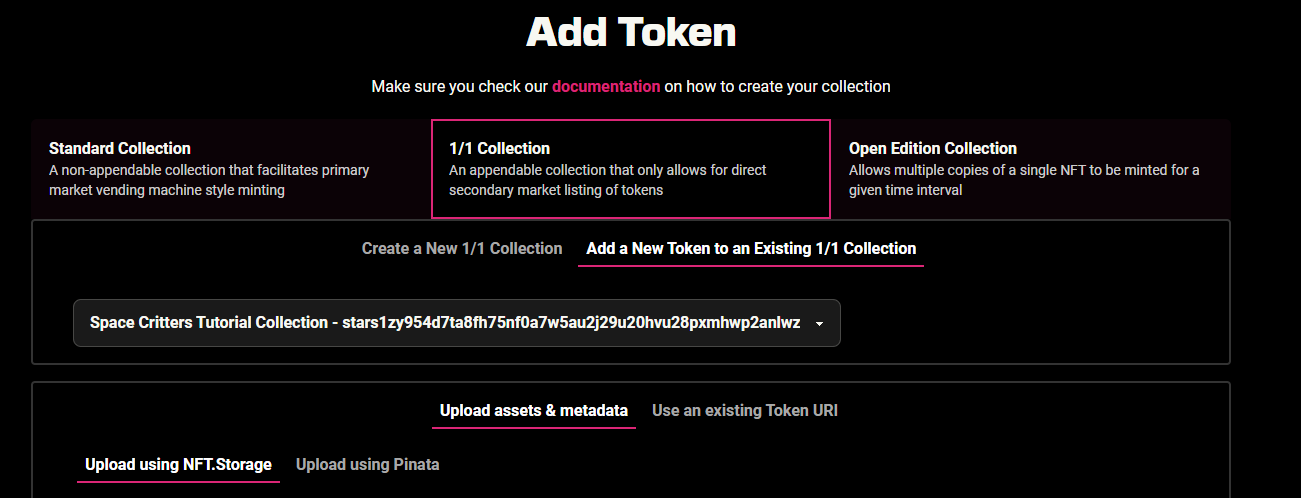 Add Token
Make sure you check our documentation on how to create your collection
Standard Collection
A non-appendable collection that facilitates primary
market vending machine style minting
1/1 Collection
An appendable collection that only allows for direct
secondary market listing of tokens
Open Edition Collection
Allows multiple copies of a single NFT to be minted for a
given time interval
Create a New 1/1 Collection
Add a New Token to an Existing 1/1 Collection
Space Critters Tutorial Collection - stars1zy954d7ta8fh75nf0a7w5au2j29u20hvu28pxmhwp2anlwz
Upload assets & metadata
Use an existing Token URI
Upload using NFT.Storage
Upload using Pinata